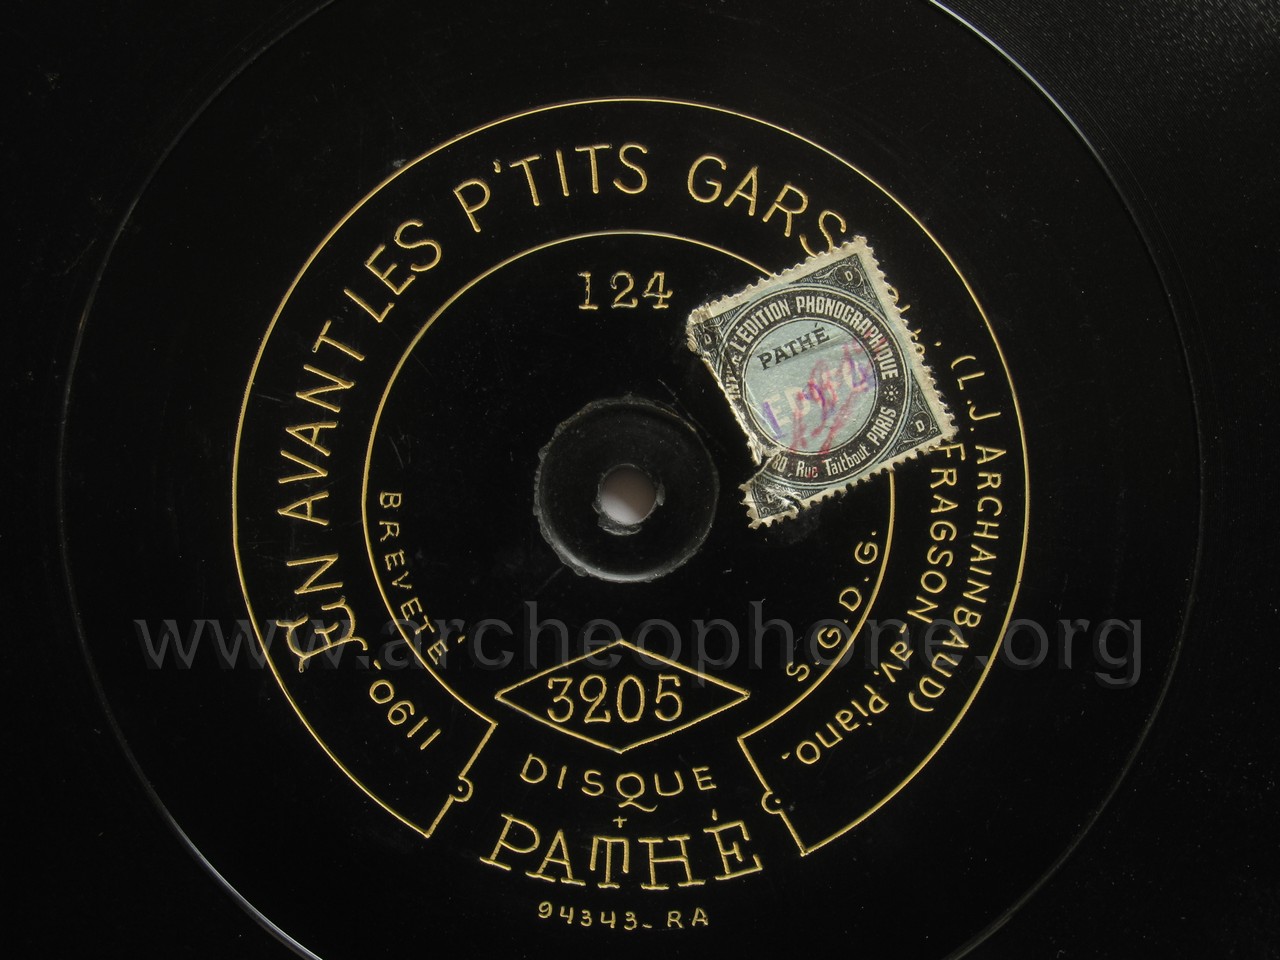 EN AVANT LES P'TITS GARS
(L.J. ARCHAINBAUD)
FRAGSON av. Piano.
1190.
124
L'ÉDITION PHONOGRAPHIQUE
PATHÉ
Rue Taitbout. PARIS
D
D
D
BREVETÉ.
S.G.D.G.
3205
DISQUE
PATHÉ
94343-RA
www.archeophone.org